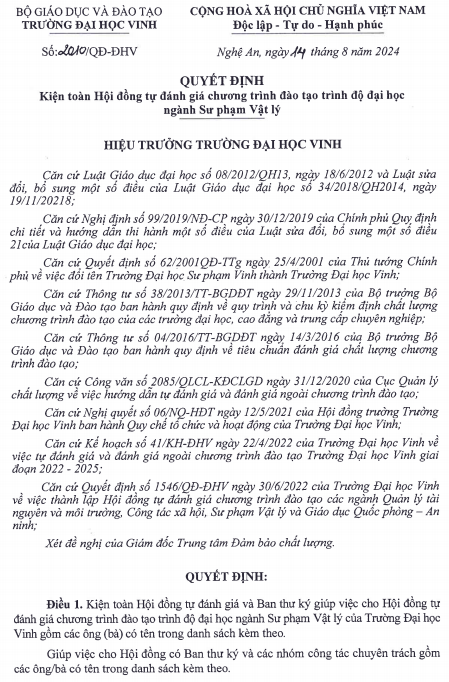 BỘ GIÁO DỤC VÀ ĐÀO TẠO
TRƯỜNG ĐẠI HỌC VINH
CỘNG HOÀ XÃ HỘI CHỦ NGHĨA VIỆT NAM
Độc lập - Tự do - Hạnh phúc
Số:2010/QĐ-ĐHV
Nghệ An, ngày 14 tháng 8 năm 2024
QUYẾT ĐỊNH
Kiện toàn Hội đồng tự đánh giá chương trình đào tạo trình độ đại học
ngành Sư phạm Vật lý
HIỆU TRƯỞNG TRƯỜNG ĐẠI HỌC VINH
Căn cứ Luật Giáo dục đại học số 08/2012/QH13, ngày 18/6/2012 và Luật sửa
đổi, bổ sung một số điều của Luật Giáo dục đại học số 34/2018/QH2014, ngày
19/11/20218;
Căn cứ Nghị định số 99/2019/NĐ-CP, ngày 30/12/2019 của Chính phủ Quy định
chi tiết và hướng dẫn thi hành một số điều của Luật sửa đổi, bổ sung một số điều
21của Luật Giáo dục đại học;
Căn cứ Quyết định số 62/2001QĐ-TTg ngày 25/4/2001 của Thủ tướng Chính
phủ về việc đổi tên Trường Đại học Sư phạm Vinh thành Trường Đại học Vinh;
Căn cứ Thông tư số 38/2013/TT-BGDĐT ngày 29/11/2013 của Bộ trưởng Bộ
Giáo dục và Đào tạo ban hành quy định về quy trình và chu kỳ kiểm định chất lượng
chương trình đào tạo của các trường đại học, cao đẳng và trung cấp chuyên nghiệp;
Căn cứ Thông tư số 04/2016/TT-BGDĐT ngày 14/3/2016 của Bộ trưởng Bộ
Giáo dục và Đào tạo ban hành quy định về tiêu chuẩn đánh giá chất lượng chương
trình đào tạo;
Căn cứ Công văn số 2085/QLCL-KĐCLGD ngày 31/12/2020 của Cục Quản lý
chất lượng về việc hướng dẫn tự đánh giá và đánh giá ngoài chương trình đào tạo;
Căn cứ Nghị quyết số 06/NQ-HĐT ngày 12/5/2021 của Hội đồng trường Trường
Đại học Vinh ban hành Quy chế tổ chức và hoạt động của Trường Đại học Vinh;
Căn cứ Kế hoạch số 41/KH-ĐHV ngày 22/4/2022 của Trường Đại học Vinh về
việc tự đánh giá và đánh giá ngoài chương trình đào tạo Trường Đại học Vinh giai
đoạn 2022 - 2025;
Căn cứ Quyết định số 1546/QĐ-ĐHV ngày 30/6/2022 của Trường Đại học Vinh
về việc thành lập Hội đồng tự đánh giá chương trình đào tạo các ngành Quản lý tài
nguyên và môi trường, Công tác xã hội, Sư phạm Vật lý và Giáo dục Quốc phòng – An
ninh;
Xét đề nghị của Giám đốc Trung tâm Đảm bảo chất lượng.
QUYẾT ĐỊNH:
Điều 1. Kiện toàn Hội đồng tự đánh giá và Ban thư ký giúp việc cho Hội đồng tự
đánh giá chương trình đào tạo trình độ đại học ngành Sư phạm Vật lý của Trường Đại học
Vinh gồm các ông (bà) có tên trong danh sách kèm theo.
Giúp việc cho Hội đồng có Ban thư ký và các nhóm công tác chuyên trách gồm
các ông/bà có tên trong danh sách kèm theo.